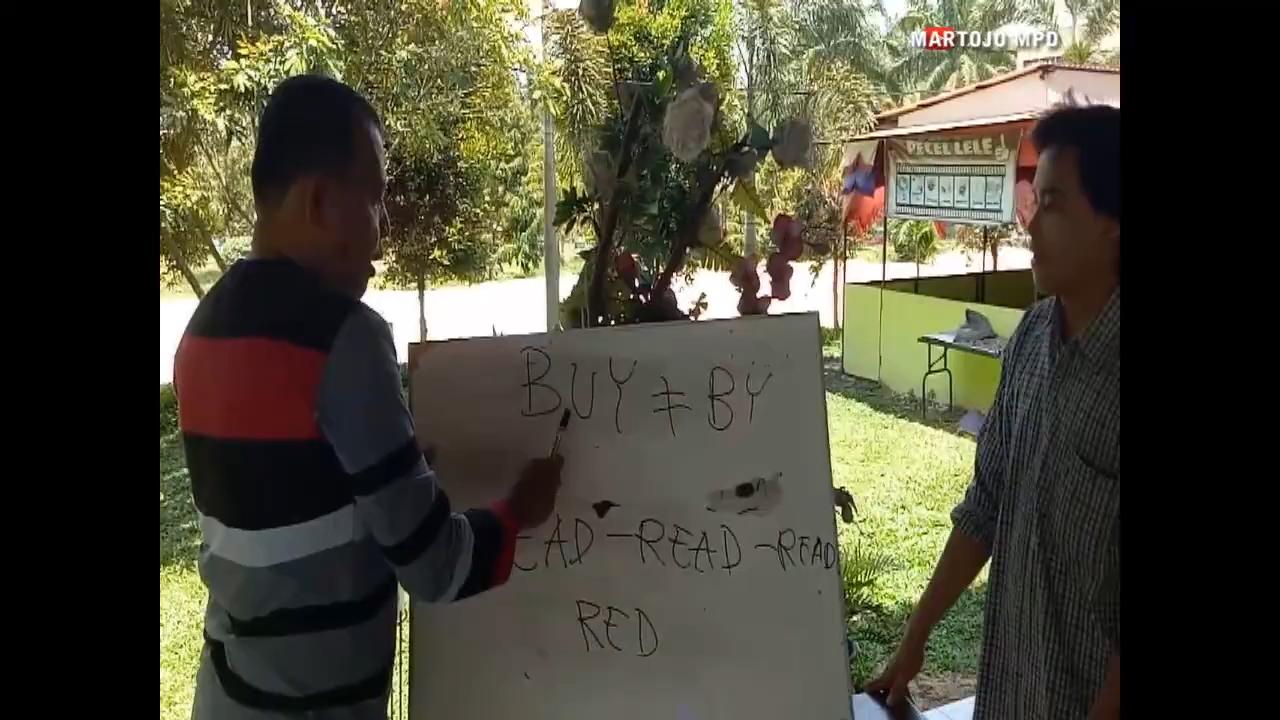 MARTOJO MPD
PECEL LELE
BUY ≠ BY
EAD - READ - READ
RED